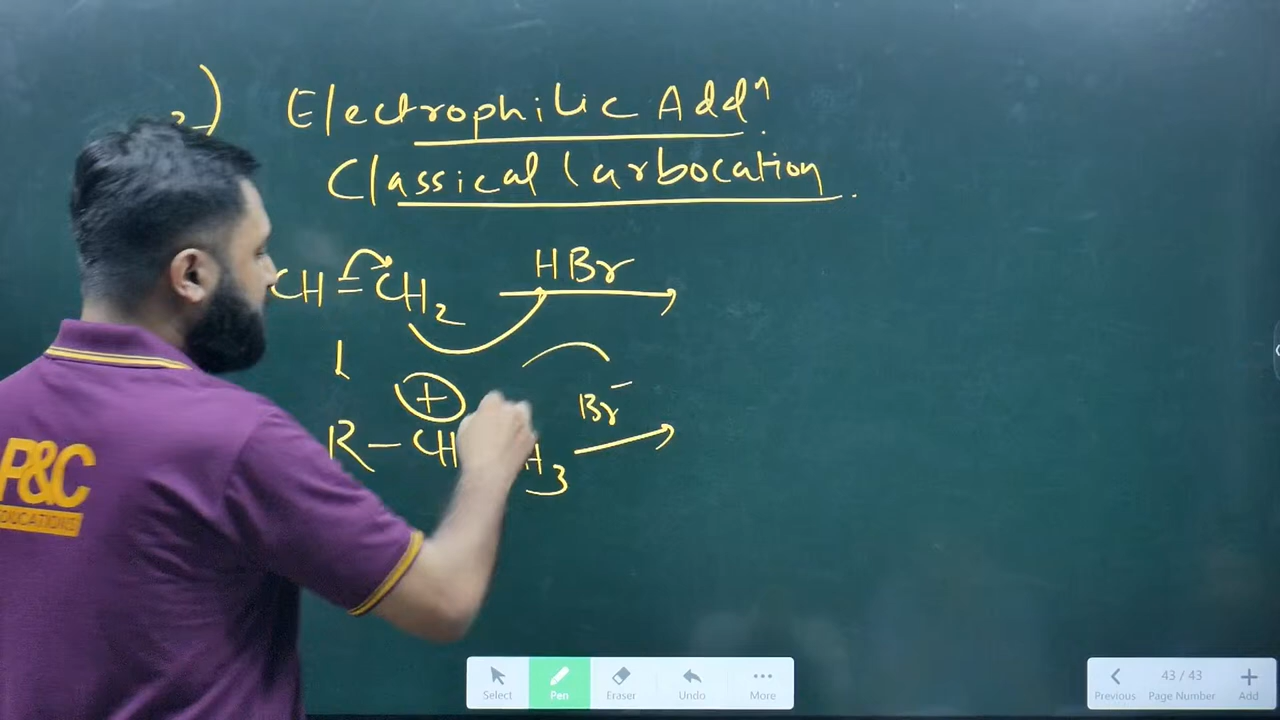 2)
Electrophilic Addⁿ
Classical Carbocation.
CH=CH₂ HBr
+
Br⁻
R-CH H₃
P&C
EDUCATIONS
Select Pen Eraser Undo More
Previous 43 / 43 Page Number Add